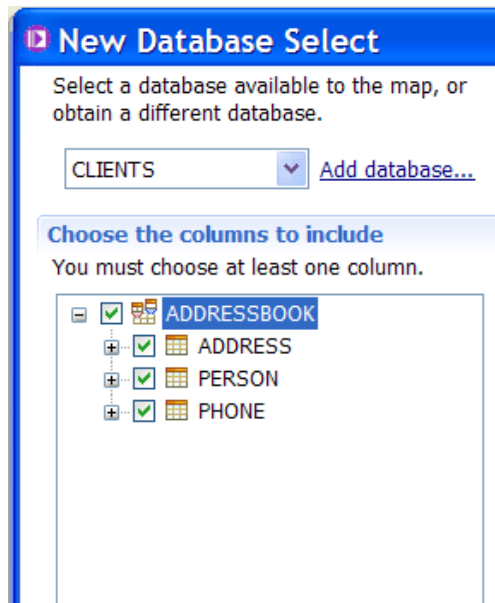 New Database Select
Select a database available to the map, or
obtain a different database.
CLIENTS Add database...
Choose the columns to include
You must choose at least one column.
ADDRESSBOOK
ADDRESS
PERSON
PHONE